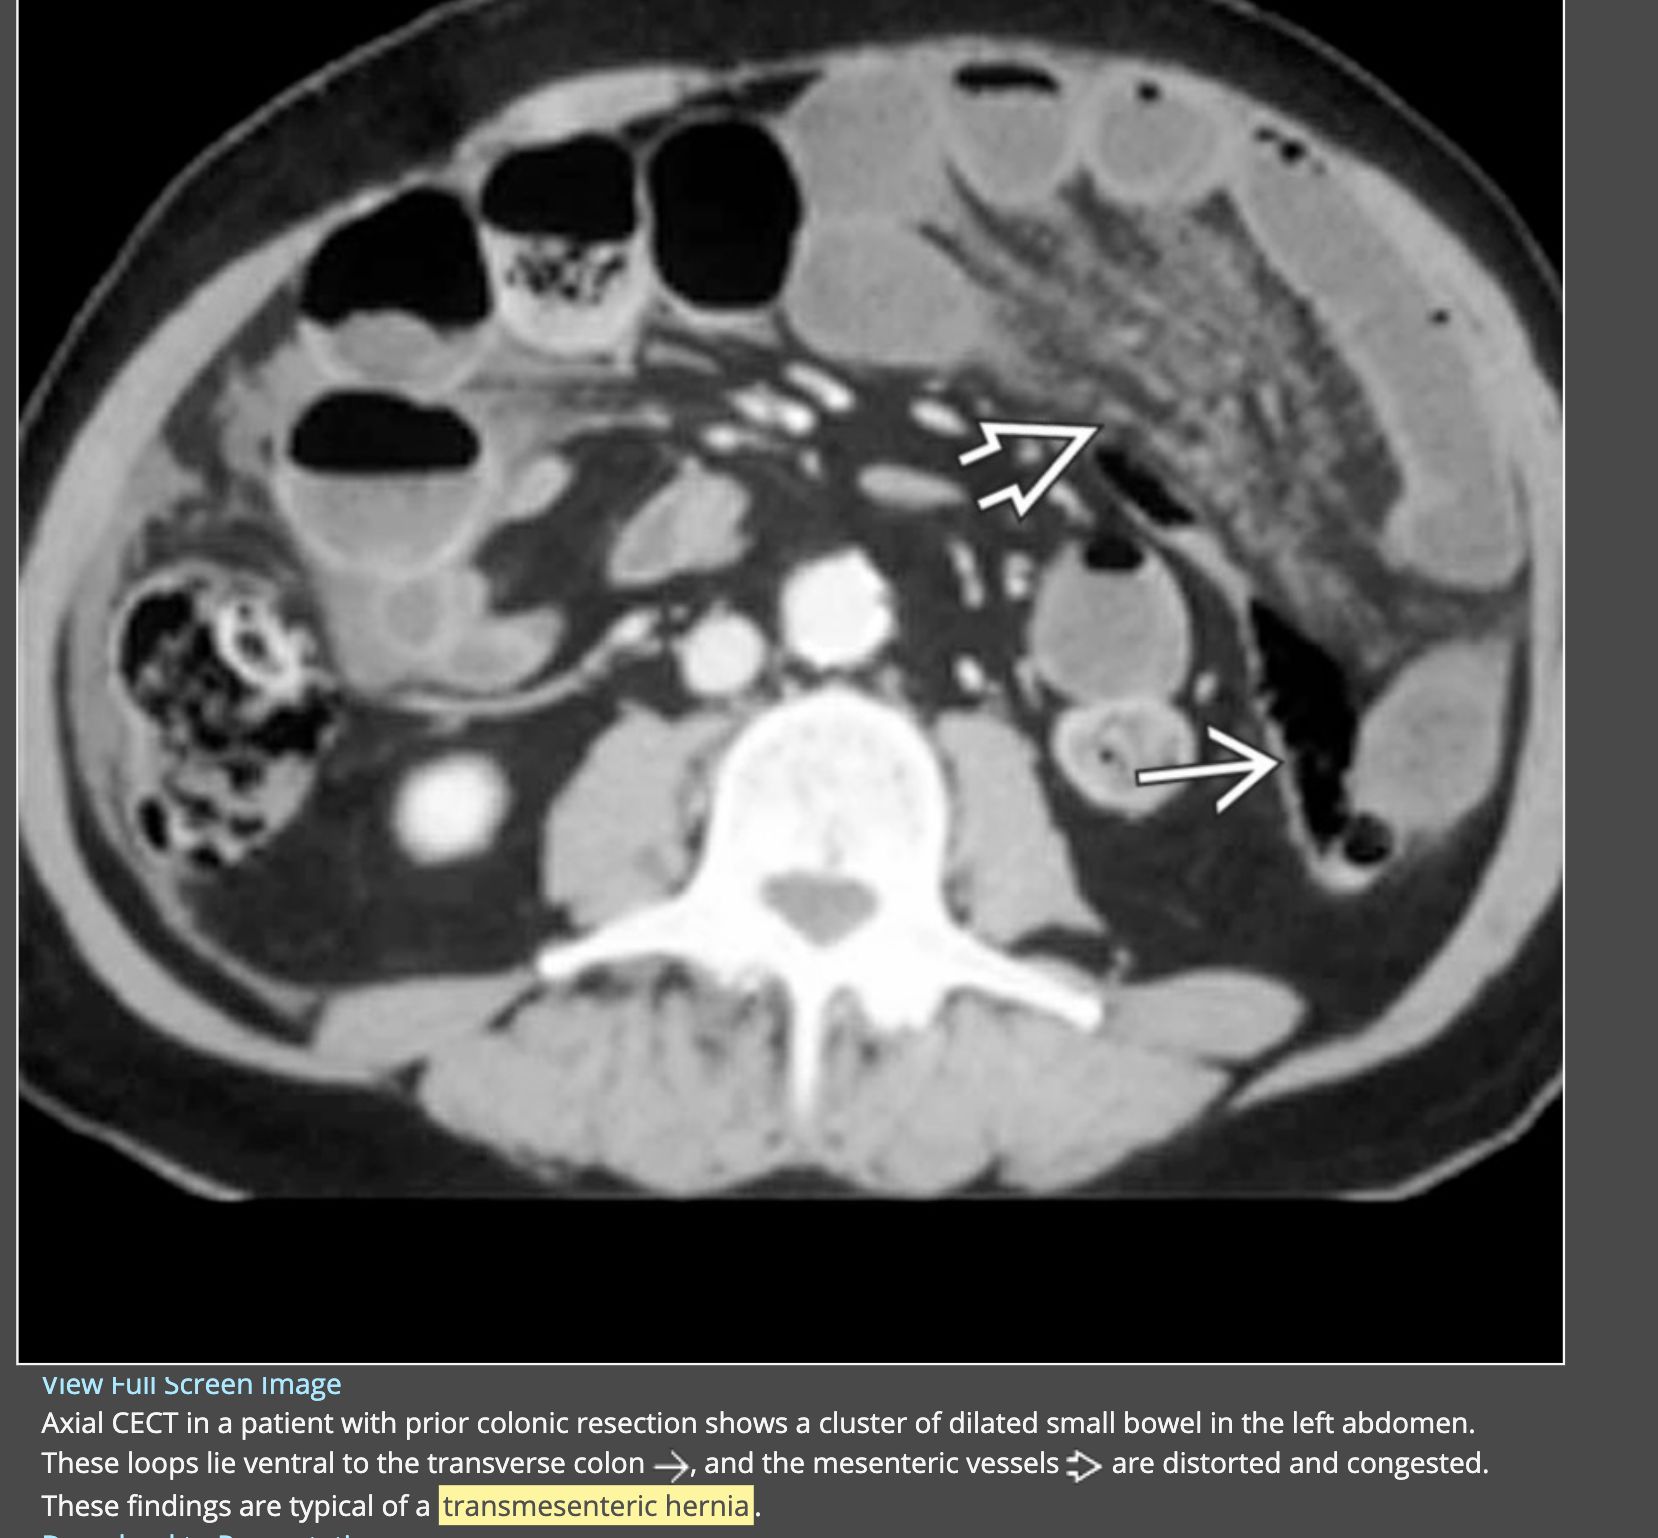 View Full Screen Image
Axial CECT in a patient with prior colonic resection shows a cluster of dilated small bowel in the left abdomen.
These loops lie ventral to the transverse colon →, and the mesenteric vessels ⇨ are distorted and congested.
These findings are typical of a transmesenteric hernia.